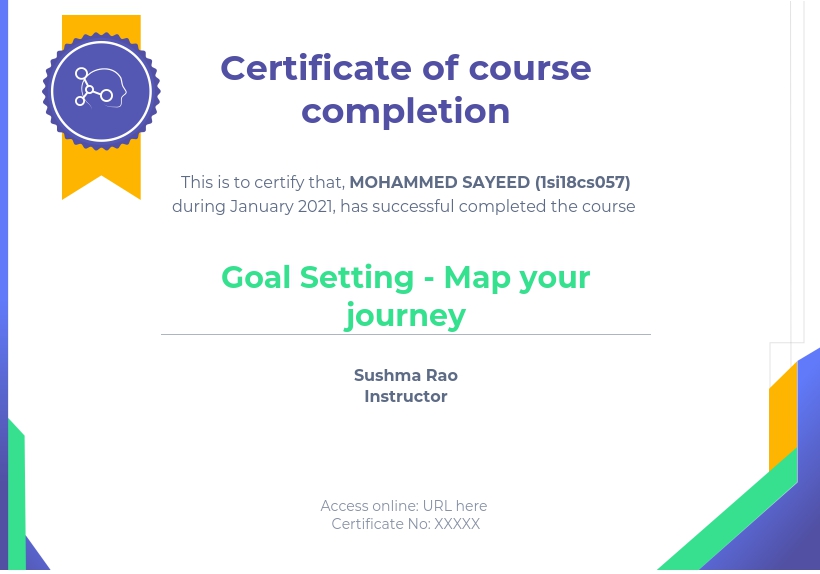 Certificate of course
completion
This is to certify that, MOHAMMED SAYEED (1si18cs057)
during January 2021, has successful completed the course
Goal Setting - Map your
journey
Sushma Rao
Instructor
Access online: URL here
Certificate No: XXXXX